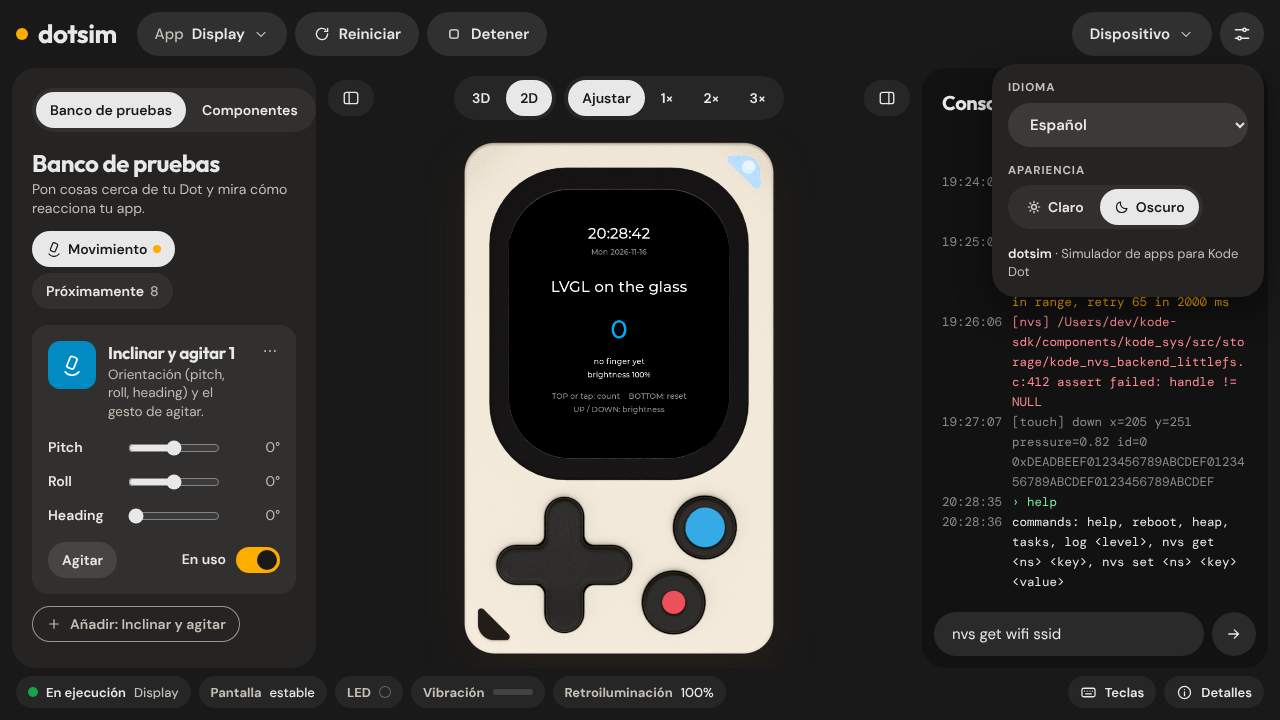 dotsim
App Display
Reiniciar
Detener
Dispositivo
Banco de pruebas
Componentes
Banco de pruebas
Pon cosas cerca de tu Dot y mira cómo
reacciona tu app.
Movimiento
Próximamente 8
Inclinar y agitar 1
Orientación (pitch,
roll, heading) y el
gesto de agitar.
Pitch 0°
Roll 0°
Heading 0°
Agitar
En uso
Añadir: Inclinar y agitar
3D
2D
Ajustar
1×
2×
3×
20:28:42
Mon 2026-11-16
LVGL on the glass
0
no finger yet
brightness 100%
TOP or tap: count BOTTOM: reset
UP / DOWN: brightness
IDIOMA
Español
APARIENCIA
Claro
Oscuro
dotsim · Simulador de apps para Kode
Dot
in range, retry 65 in 2000 ms
19:26:06 [nvs] /Users/dev/kode-
sdk/components/kode_sys/src/sto
rage/kode_nvs_backend_littlefs.
c:412 assert failed: handle !=
NULL
19:27:07 [touch] down x=205 y=251
pressure=0.82 id=0
0xDEADBEEF0123456789ABCDEF01234
56789ABCDEF0123456789ABCDEF
20:28:35 › help
20:28:36 commands: help, reboot, heap,
tasks, log <level>, nvs get
<ns> <key>, nvs set <ns> <key>
<value>
nvs get wifi ssid
En ejecución Display
Pantalla estable
LED
Vibración
Retroiluminación 100%
Teclas
Detalles